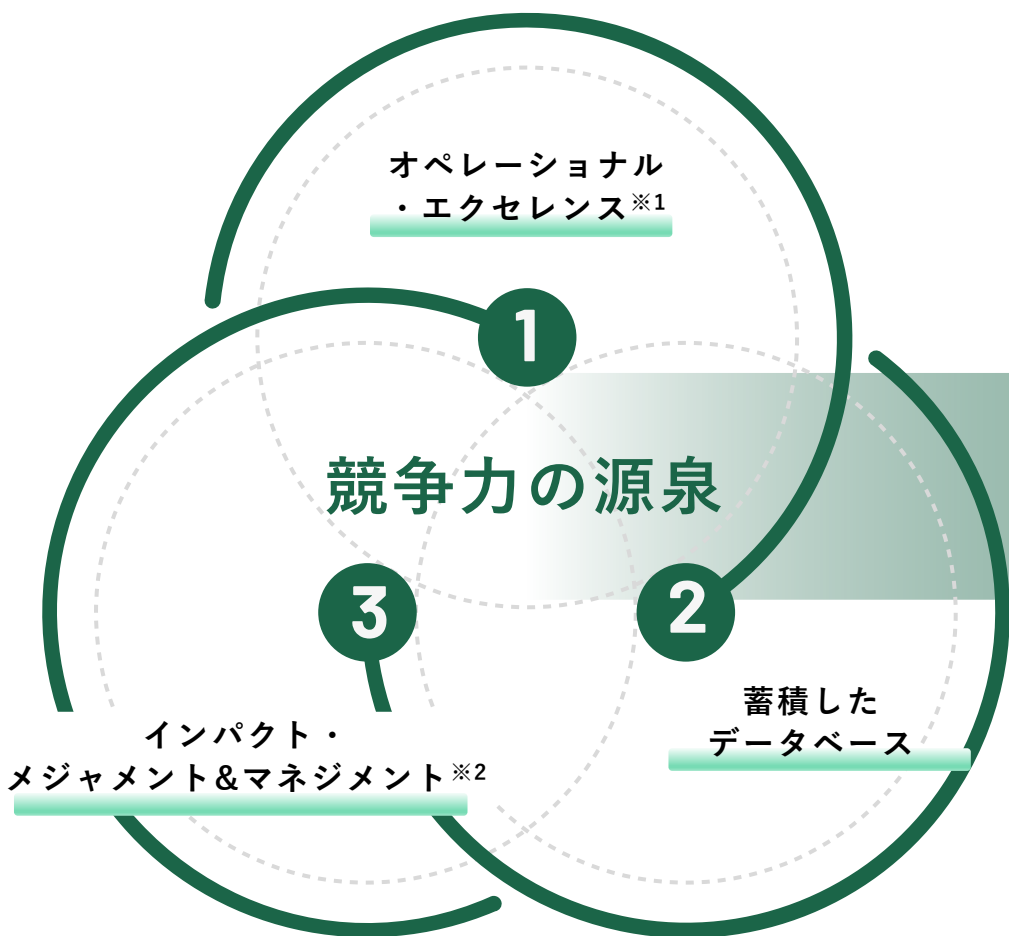 オペレーショナル
・エクセレンス※1
1
競争力の源泉
3
2
蓄積した
データベース
インパクト・
メジャメント&マネジメント※2